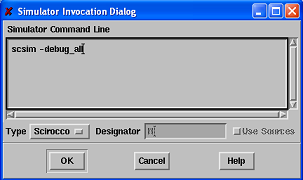 Simulator Invocation Dialog
Simulator Command Line
scsim -debug_all
Type Scirocco Designator Use Sources
OK Cancel Help